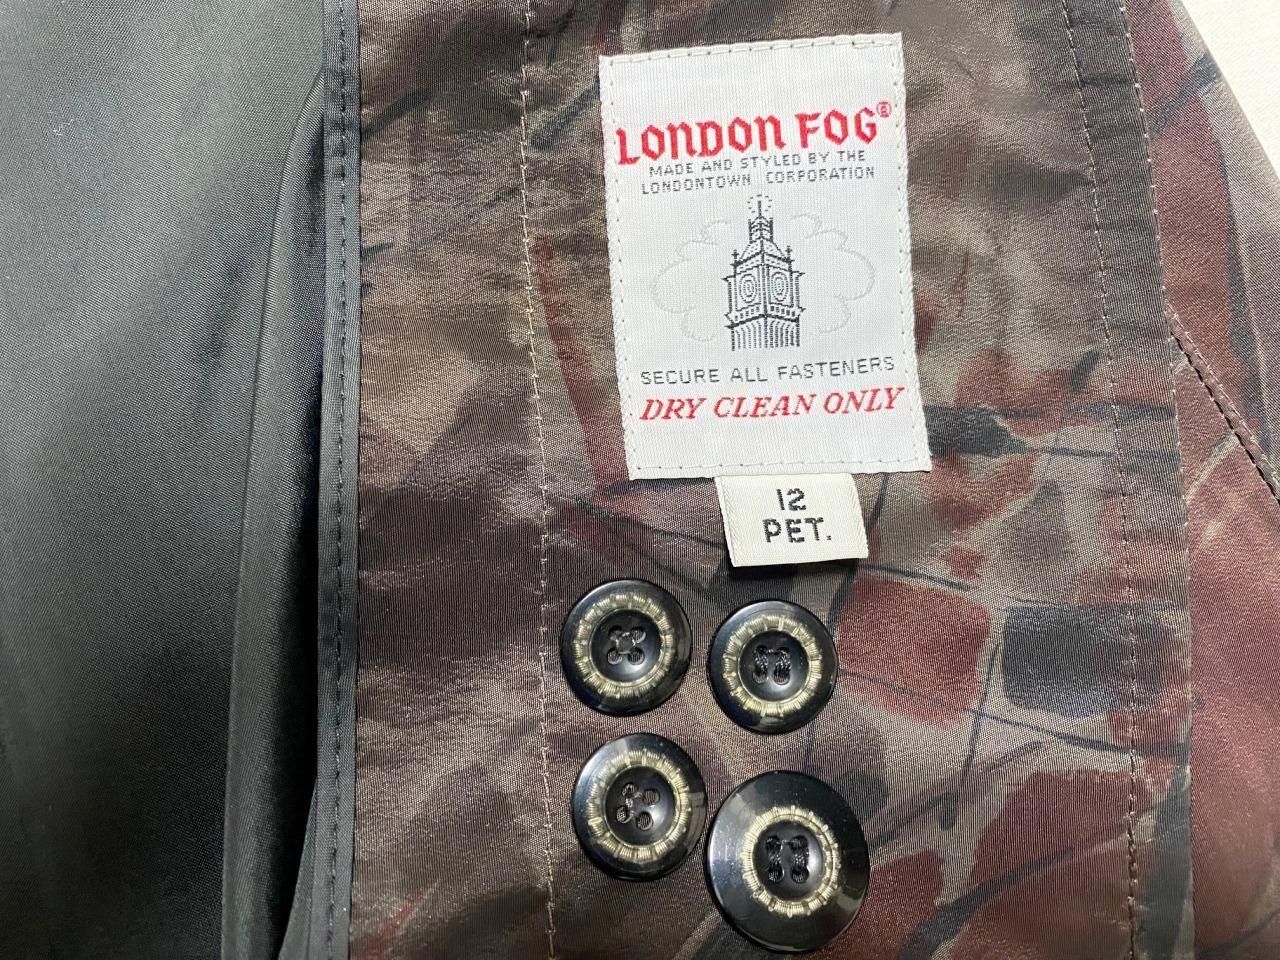 LONDON FOG®
MADE AND STYLED BY THE
LONDONTOWN CORPORATION
SECURE ALL FASTENERS
DRY CLEAN ONLY
12
PET.